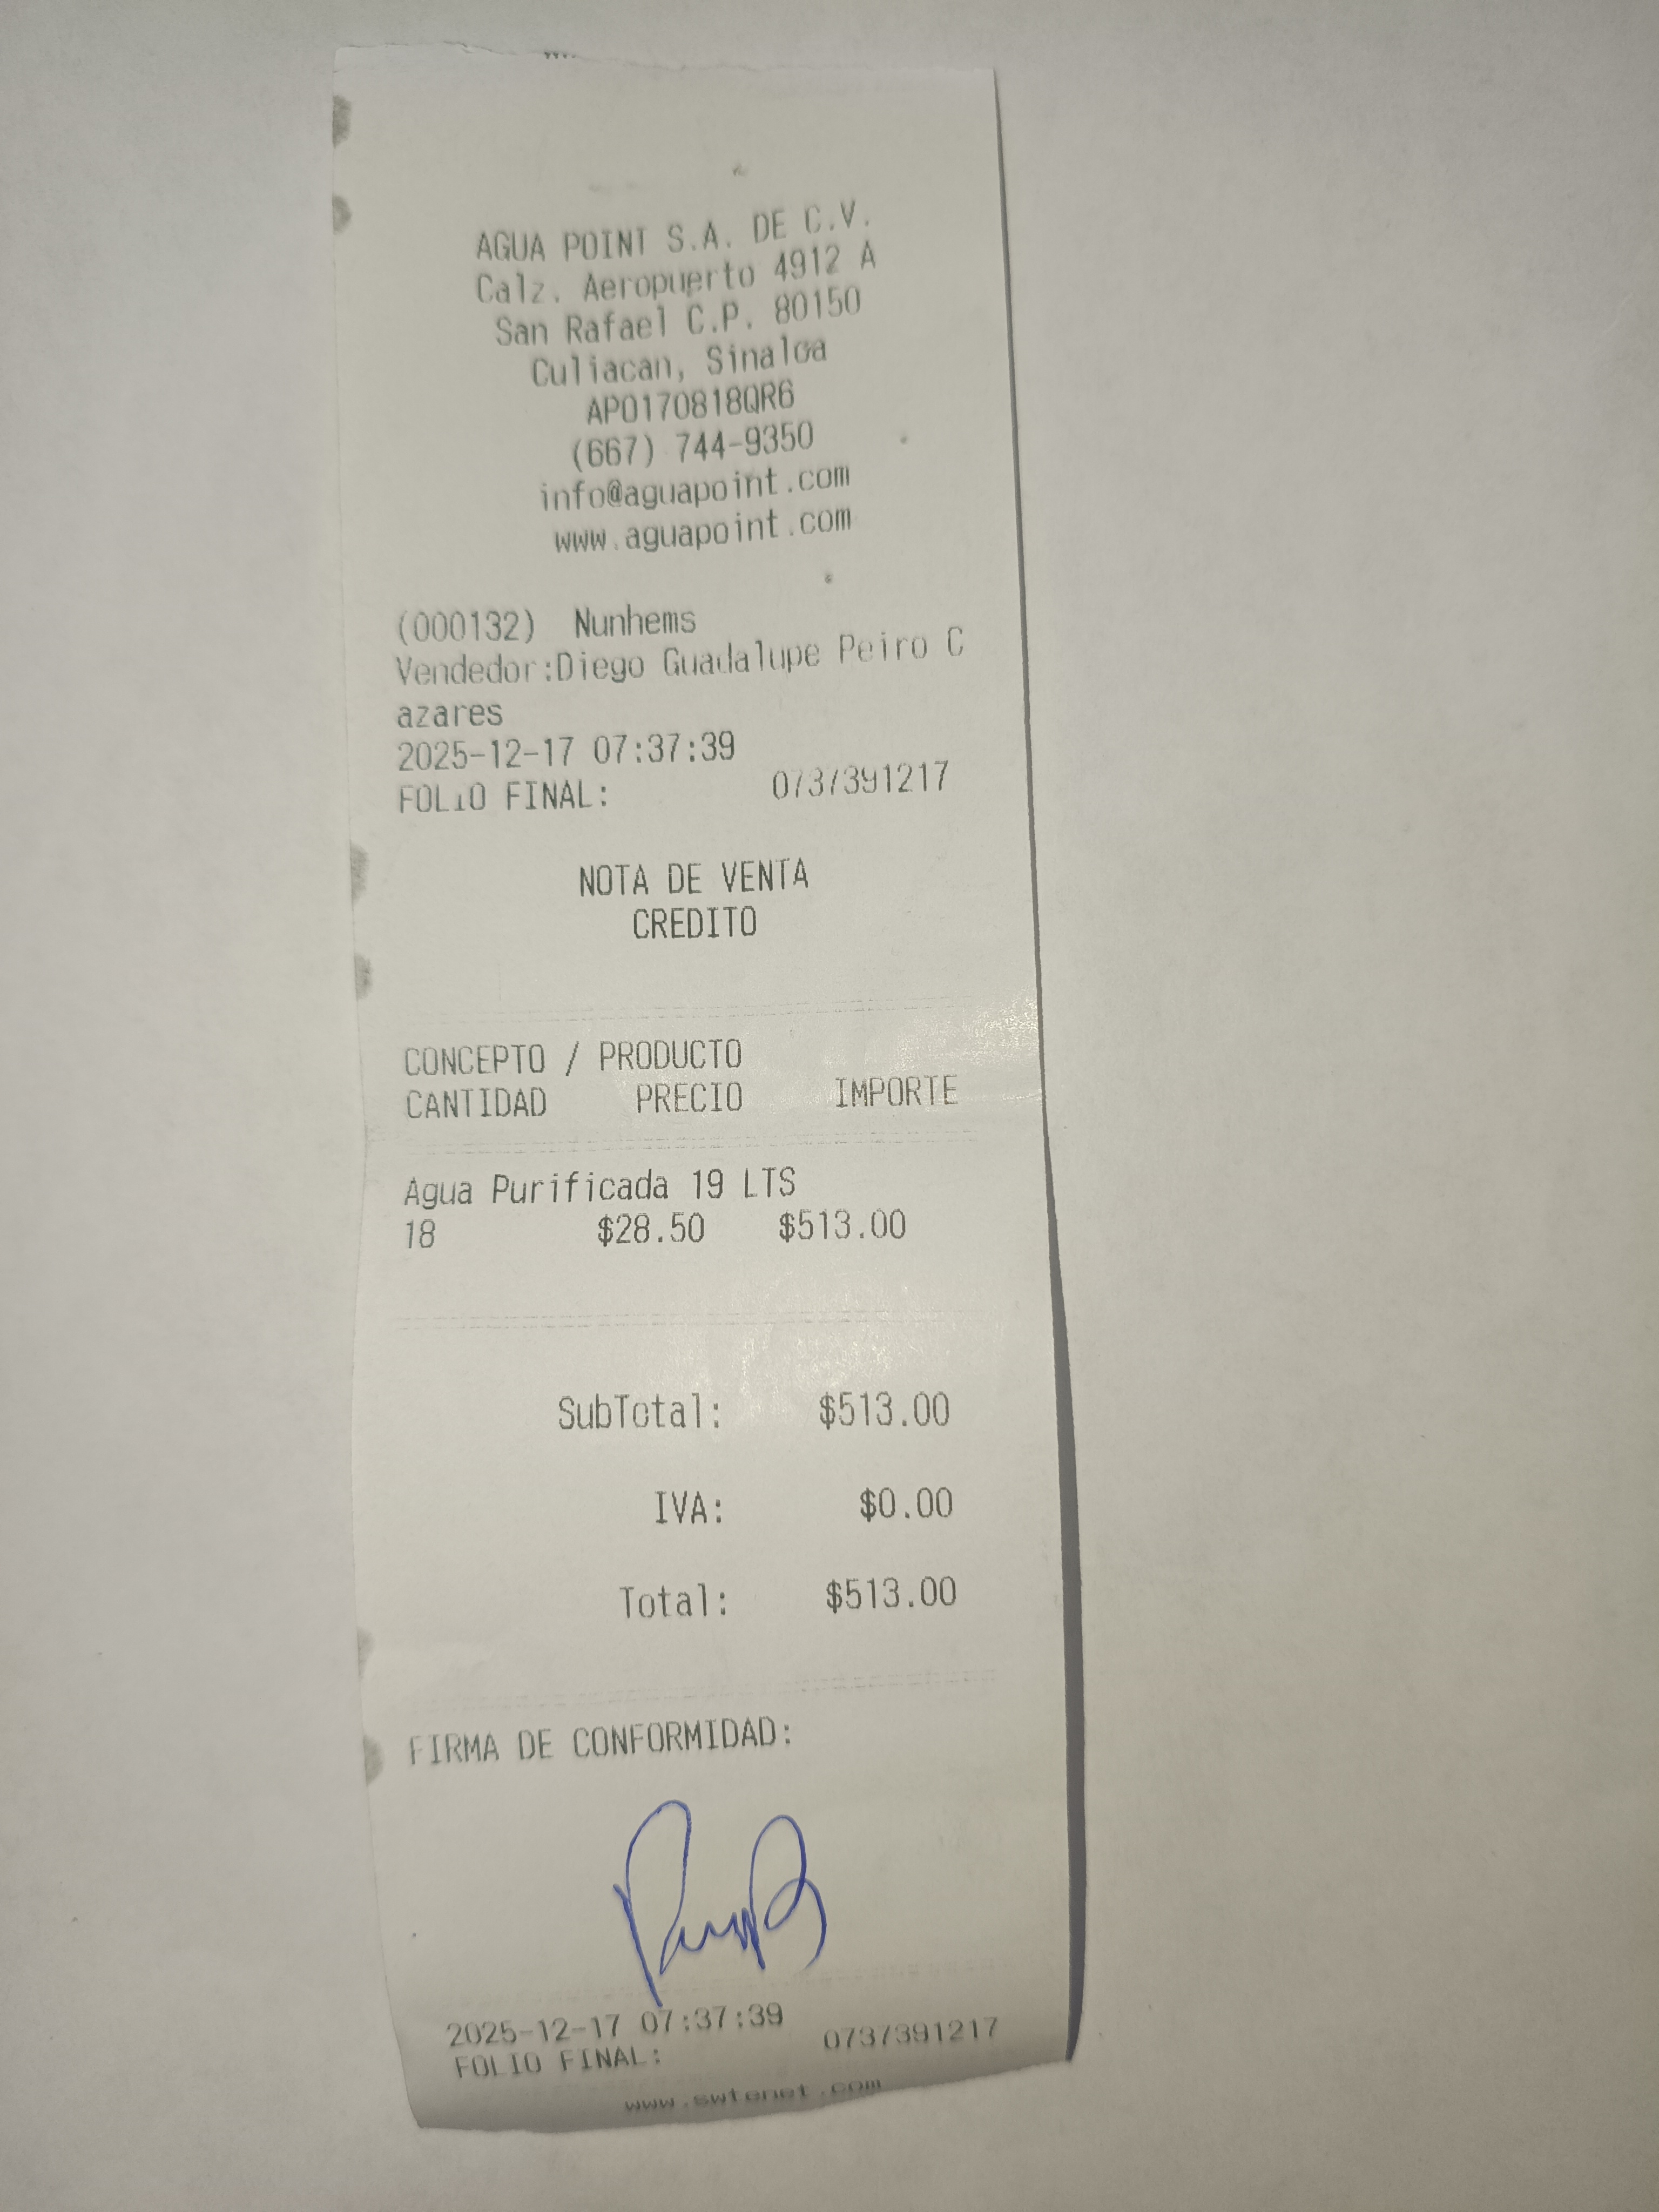 AGUA POINT S.A. DE C.V.
Calz. Aeropuerto 4912 A
San Rafael C.P. 80150
Culiacan, Sinaloa
APO170818QR6
(667) 744-9350
info@aguapoint.com
www.aguapoint.com
(000132) Nunhems
Vendedor:Diego Guadalupe Peiro C
azares
2025-12-17 07:37:39
FOLIO FINAL: 0737391217
NOTA DE VENTA
CREDITO
CONCEPTO / PRODUCTO
CANTIDAD PRECIO IMPORTE
Agua Purificada 19 LTS
18 $28.50 $513.00
SubTotal: $513.00
IVA: $0.00
Total: $513.00
FIRMA DE CONFORMIDAD:
2025-12-17 07:37:39
FOLIO FINAL: 0737391217
www.swtenet.com